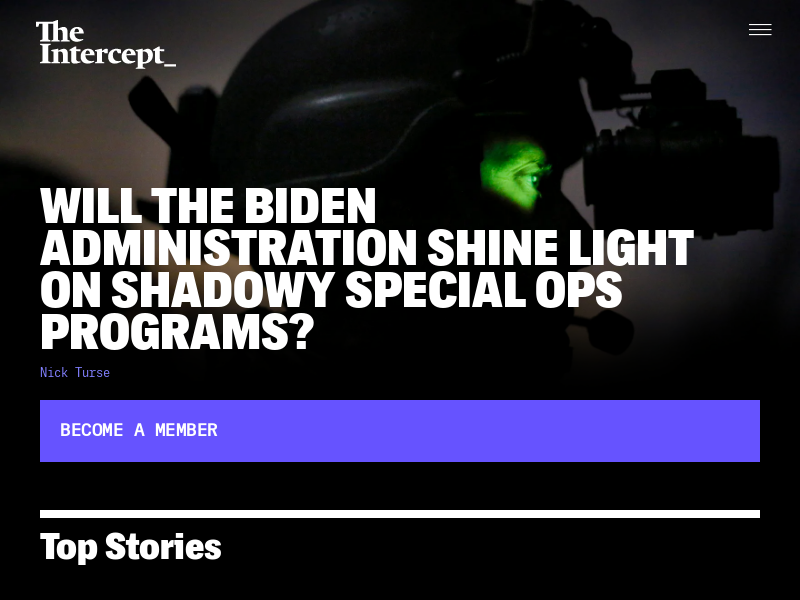 The
Intercept_
WILL THE BIDEN
ADMINISTRATION SHINE LIGHT
ON SHADOWY SPECIAL OPS
PROGRAMS?
Nick Turse
BECOME A MEMBER
Top Stories